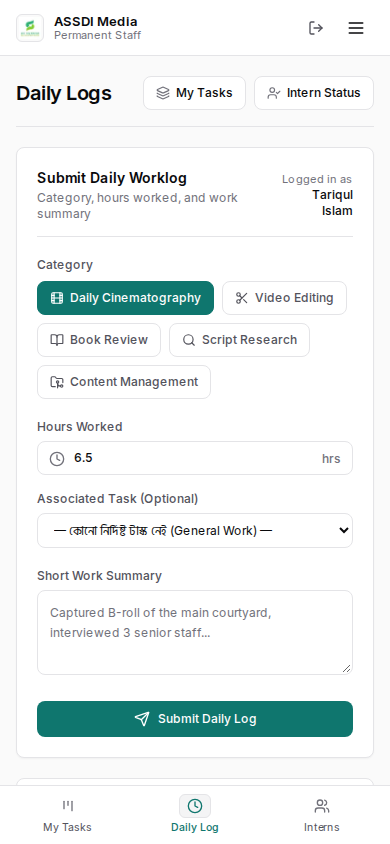 ASSDI Media
Permanent Staff
Daily Logs
My Tasks
Intern Status
Submit Daily Worklog
Category, hours worked, and work
summary
Logged in as
Tariqul
Islam
Category
Daily Cinematography
Video Editing
Book Review
Script Research
Content Management
Hours Worked
6.5
hrs
Associated Task (Optional)
— কোনো নির্দিষ্ট টাস্ক নেই (General Work) —
Short Work Summary
Captured B-roll of the main courtyard,
interviewed 3 senior staff...
Submit Daily Log
My Tasks
Daily Log
Interns